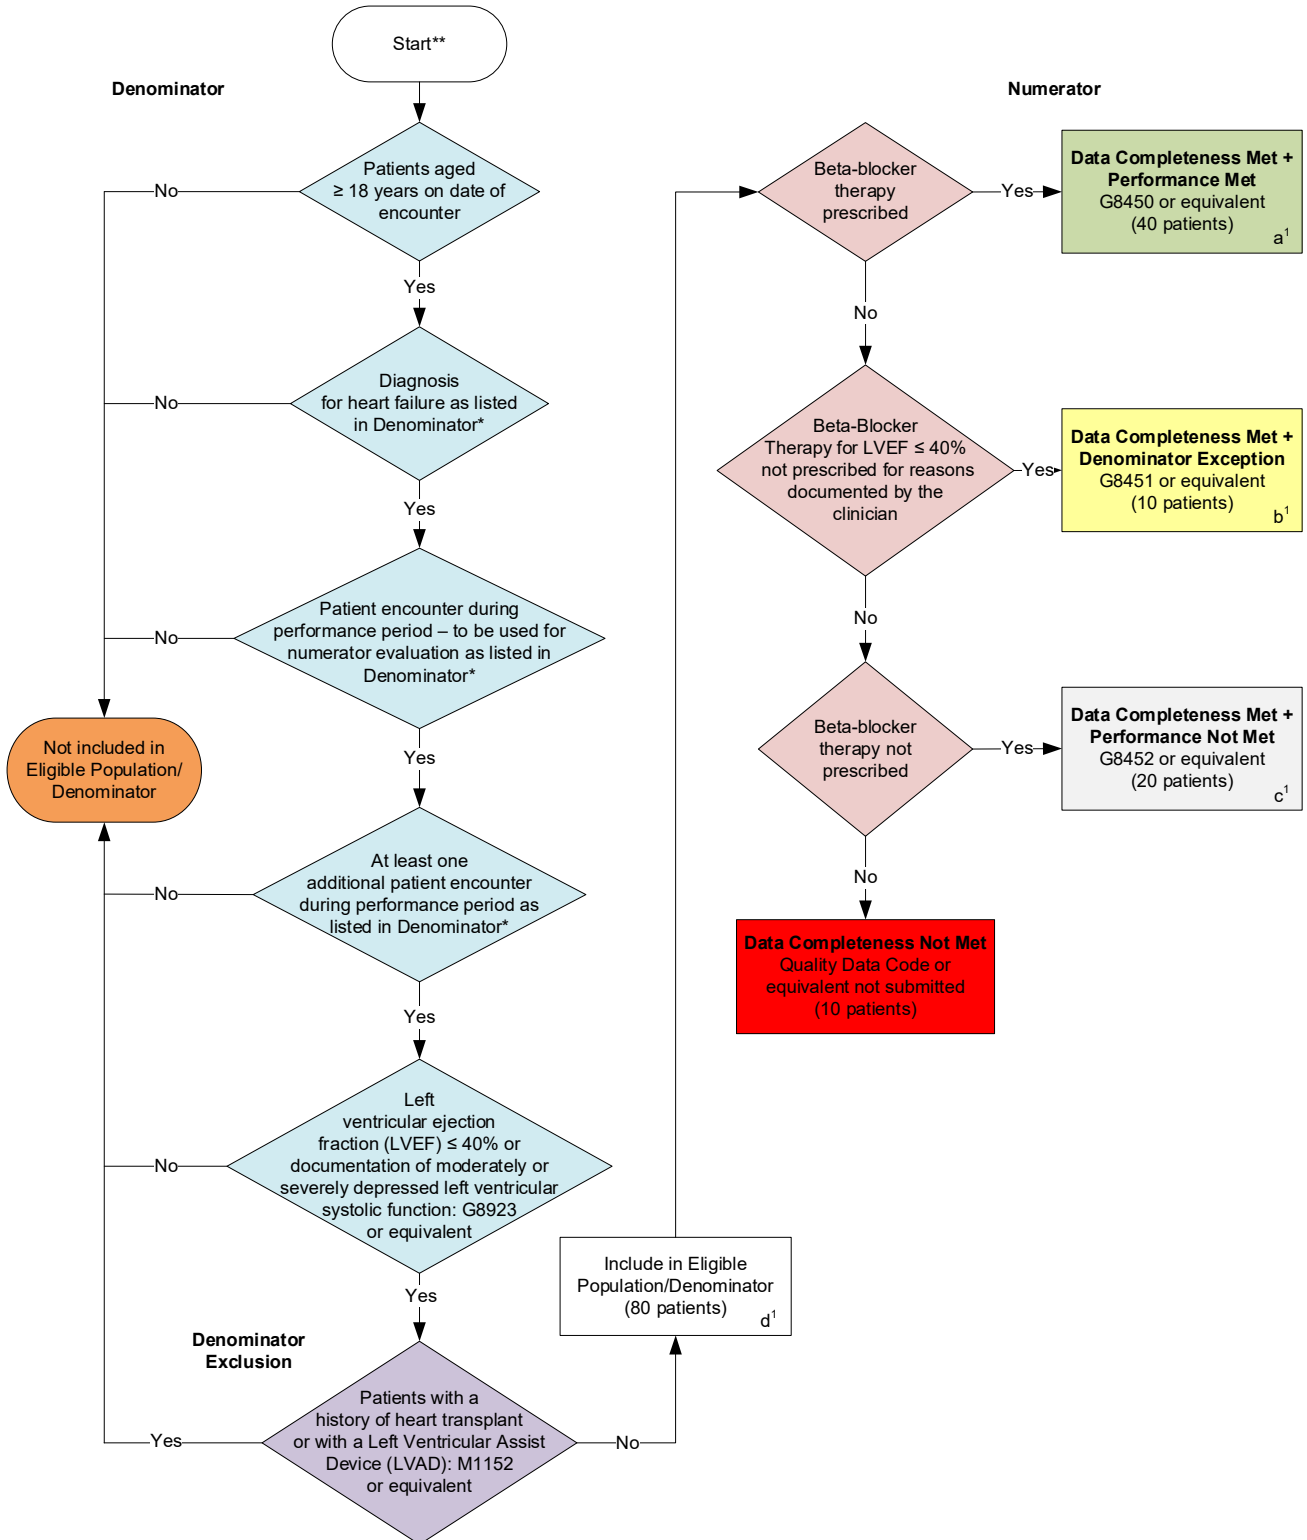 Start**
Denominator
Patients aged
≥ 18 years on date of
encounter
No
Yes
Diagnosis
for heart failure as listed
in Denominator*
No
Yes
Patient encounter during
performance period – to be used for
numerator evaluation as listed in
Denominator*
No
Yes
Not included in
Eligible Population/
Denominator
At least one
additional patient encounter
during performance period as
listed in Denominator*
No
Yes
Left
ventricular ejection
fraction (LVEF) ≤ 40% or
documentation of moderately or
severely depressed left ventricular
systolic function: G8923
or equivalent
No
Yes
Denominator
Exclusion
Patients with a
history of heart transplant
or with a Left Ventricular Assist
Device (LVAD): M1152
or equivalent
Yes
No
Include in Eligible
Population/Denominator
(80 patients)
d¹
Numerator
Beta-blocker
therapy
prescribed
Yes
Data Completeness Met +
Performance Met
G8450 or equivalent
(40 patients)
a¹
No
Beta-Blocker
Therapy for LVEF ≤ 40%
not prescribed for reasons
documented by the
clinician
Yes
Data Completeness Met +
Denominator Exception
G8451 or equivalent
(10 patients)
b¹
No
Beta-blocker
therapy not
prescribed
Yes
Data Completeness Met +
Performance Not Met
G8452 or equivalent
(20 patients)
c¹
No
Data Completeness Not Met
Quality Data Code or
equivalent not submitted
(10 patients)